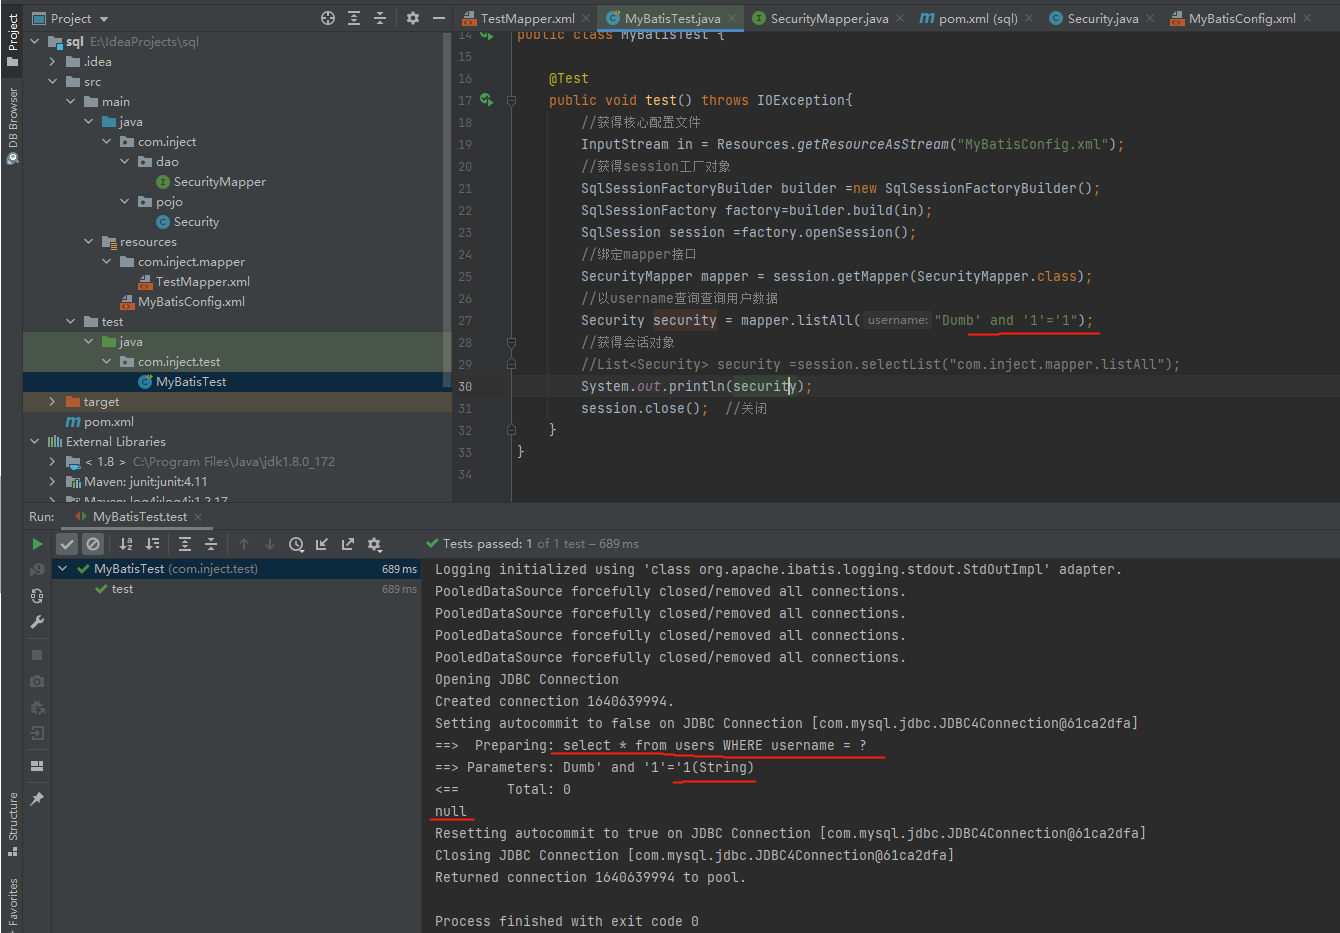 Project
TestMapper.xml
MyBatisTest.java
SecurityMapper.java
pom.xml (sql)
Security.java
MyBatisConfig.xml
Project
DB Browser
Structure
Favorites
sql E:\IdeaProjects\sql
.idea
src
main
java
com.inject
dao
SecurityMapper
pojo
Security
resources
com.inject.mapper
TestMapper.xml
MyBatisConfig.xml
test
java
com.inject.test
MyBatisTest
target
pom.xml
External Libraries
< 1.8 > C:\Program Files\Java\jdk1.8.0_172
Maven: junit:junit:4.11
Maven: log4j:log4j:1.2.17
14 public class MyBatisTest {
15
16 @Test
17 public void test() throws IOException{
18 //获得核心配置文件
19 InputStream in = Resources.getResourceAsStream("MyBatisConfig.xml");
20 //获得session工厂对象
21 SqlSessionFactoryBuilder builder =new SqlSessionFactoryBuilder();
22 SqlSessionFactory factory=builder.build(in);
23 SqlSession session =factory.openSession();
24 //绑定mapper接口
25 SecurityMapper mapper = session.getMapper(SecurityMapper.class);
26 //以username查询查询用户数据
27 Security security = mapper.listAll( username: "Dumb' and '1'='1");
28 //获得会话对象
29 //List<Security> security =session.selectList("com.inject.mapper.listAll");
30 System.out.println(security);
31 session.close(); //关闭
32 }
33 }
34
Run: MyBatisTest.test
Tests passed: 1 of 1 test – 689 ms
MyBatisTest (com.inject.test) 689 ms
test 689 ms
Logging initialized using 'class org.apache.ibatis.logging.stdout.StdOutImpl' adapter.
PooledDataSource forcefully closed/removed all connections.
PooledDataSource forcefully closed/removed all connections.
PooledDataSource forcefully closed/removed all connections.
PooledDataSource forcefully closed/removed all connections.
Opening JDBC Connection
Created connection 1640639994.
Setting autocommit to false on JDBC Connection [com.mysql.jdbc.JDBC4Connection@61ca2dfa]
==>  Preparing: select * from users WHERE username = ?
==> Parameters: Dumb' and '1'='1(String)
<==      Total: 0
null
Resetting autocommit to true on JDBC Connection [com.mysql.jdbc.JDBC4Connection@61ca2dfa]
Closing JDBC Connection [com.mysql.jdbc.JDBC4Connection@61ca2dfa]
Returned connection 1640639994 to pool.
Process finished with exit code 0